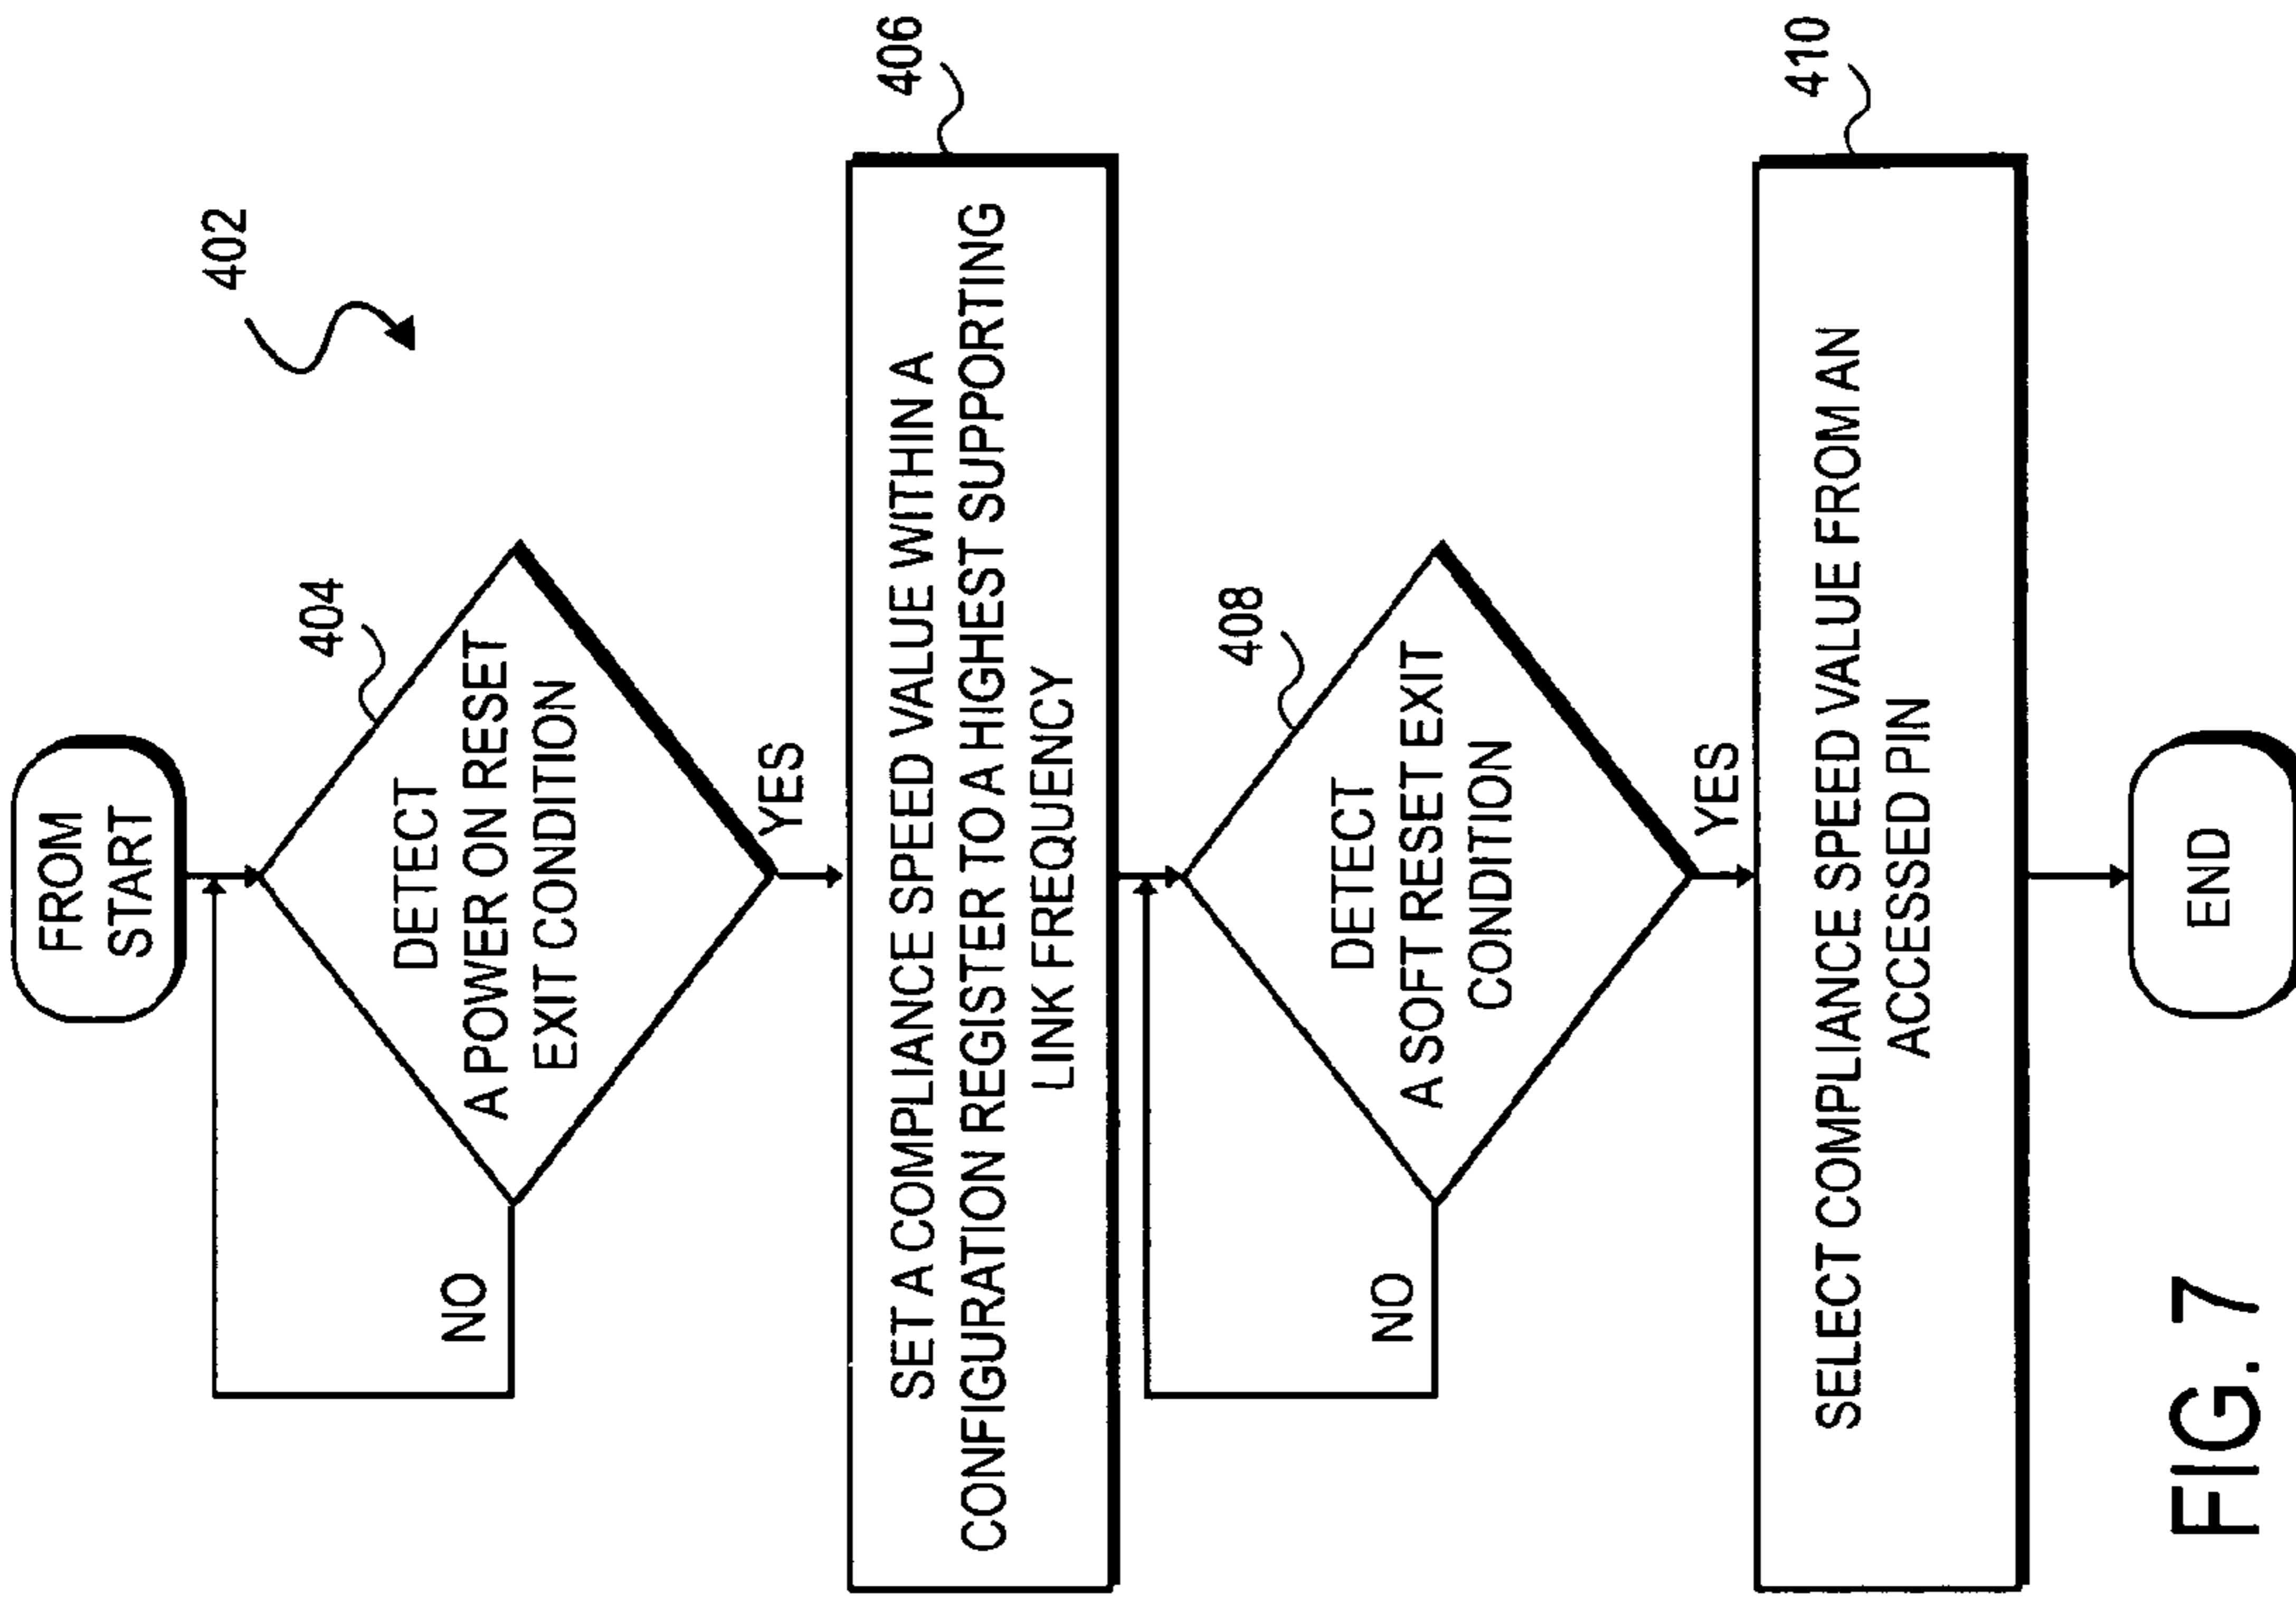 402
FROM
START
404
DETECT
A POWER ON RESET
EXIT CONDITION
NO
YES
406
SET A COMPLIANCE SPEED VALUE WITHIN A
CONFIGURATION REGISTER TO A HIGHEST SUPPORTING
LINK FREQUENCY
408
DETECT
A SOFT RESET EXIT
CONDITION
NO
YES
410
SELECT COMPLIANCE SPEED VALUE FROM AN
ACCESSED PIN
END
FIG. 7